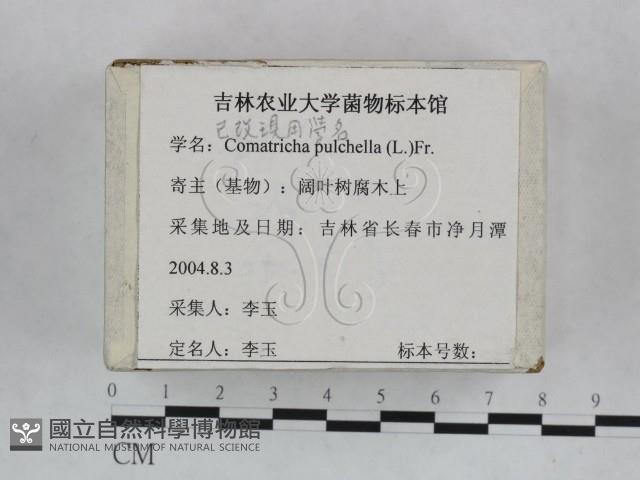 吉林农业大学菌物标本馆
已改現用學名
学名：Comatricha pulchella (L.)Fr.
寄主（基物）：阔叶树腐木上
采集地及日期：吉林省长春市净月潭
2004.8.3
采集人：李玉
定名人：李玉 标本号数：
0 1 2 3 4 5 6 7 8 9
CM
國立自然科學博物館
NATIONAL MUSEUM OF NATURAL SCIENCE